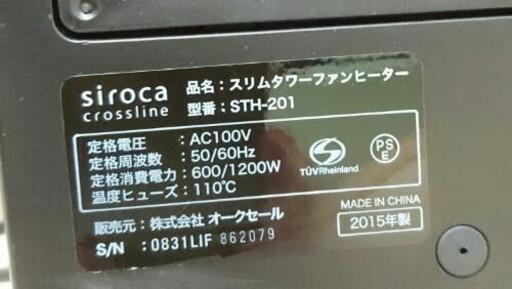 siroca
crossline
品名：スリムタワーファンヒーター
型番：STH-201
定格電圧：AC100V
定格周波数：50/60Hz
定格消費電力：600/1200W
温度ヒューズ：110℃
TÜVRheinland
PS
E
MADE IN CHINA
2015年製
販売元：株式会社 オークセール
S/N：0831LIF 862079